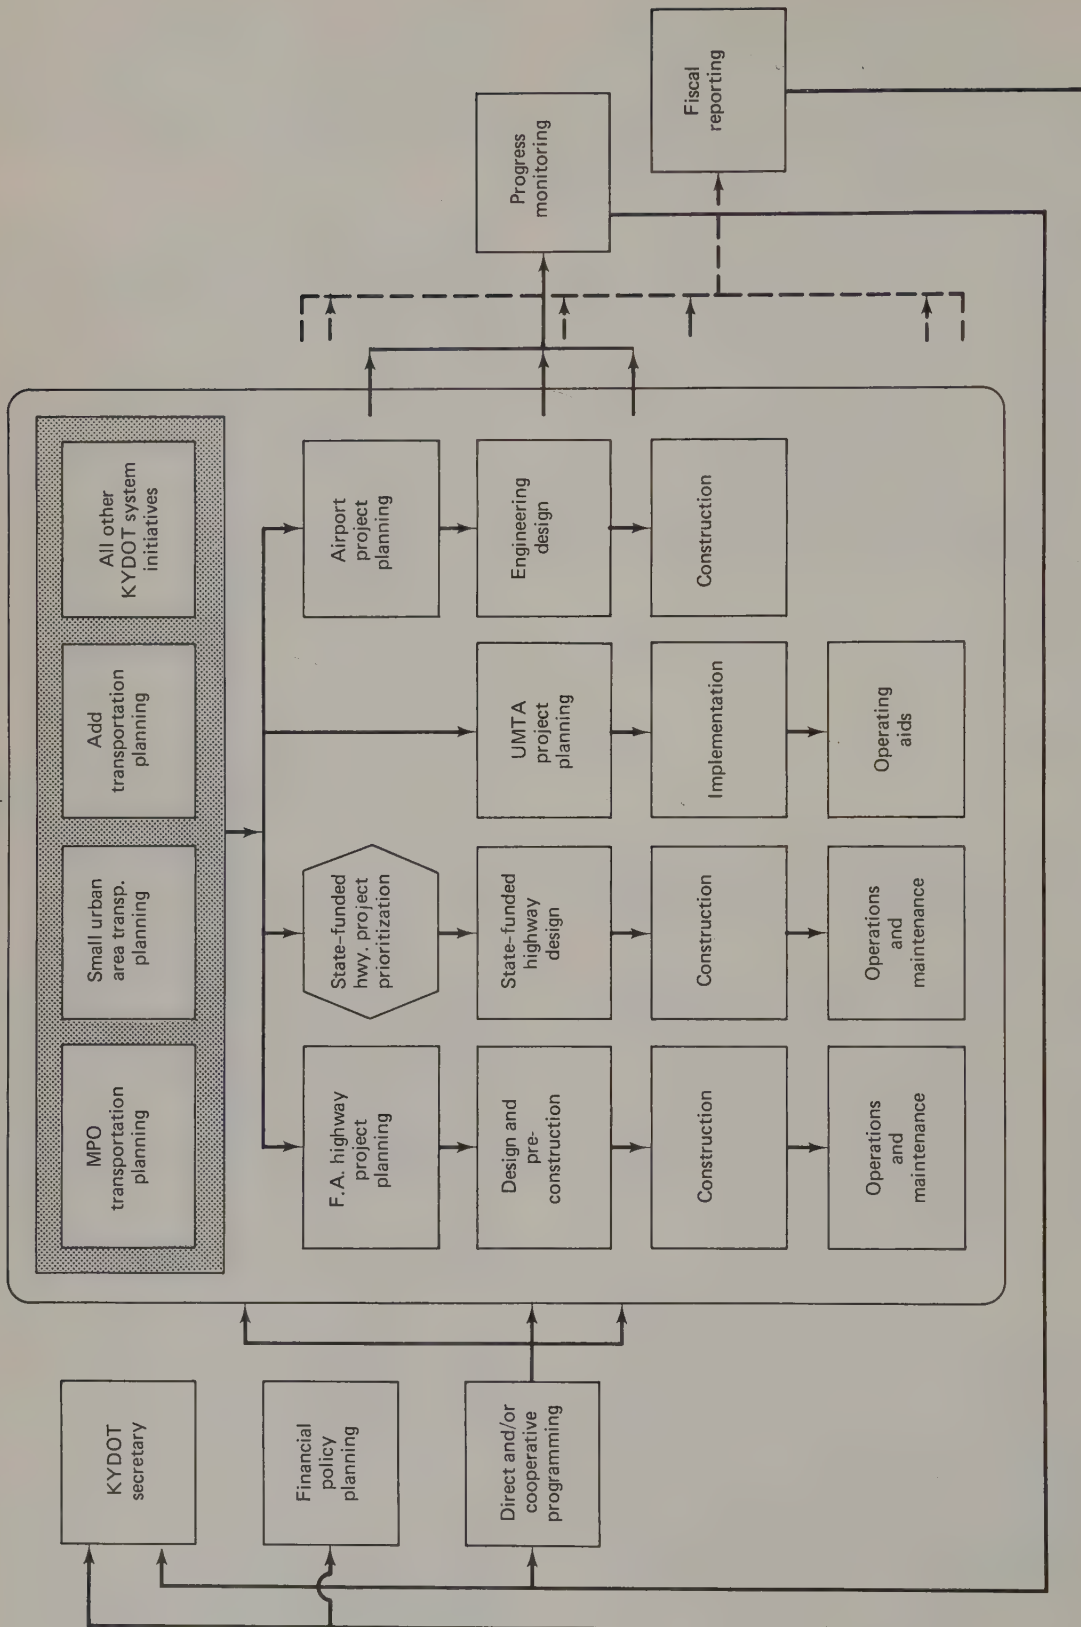 KYDOT
secretary
Financial
policy
planning
Direct and/or
cooperative
programming
MPO
transportation
planning
Small urban
area transp.
planning
Add
transportation
planning
All other
KYDOT system
initiatives
F.A. highway
project
planning
State-funded
hwy. project
prioritization
Airport
project
planning
Design and
pre-
construction
State-funded
highway
design
UMTA
project
planning
Engineering
design
Construction
Construction
Implementation
Construction
Operations
and
maintenance
Operations
and
maintenance
Operating
aids
Progress
monitoring
Fiscal
reporting